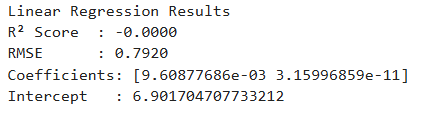 Linear Regression Results
R² Score  : -0.0000
RMSE      : 0.7920
Coefficients: [9.60877686e-03 3.15996859e-11]
Intercept   : 6.901704707733212